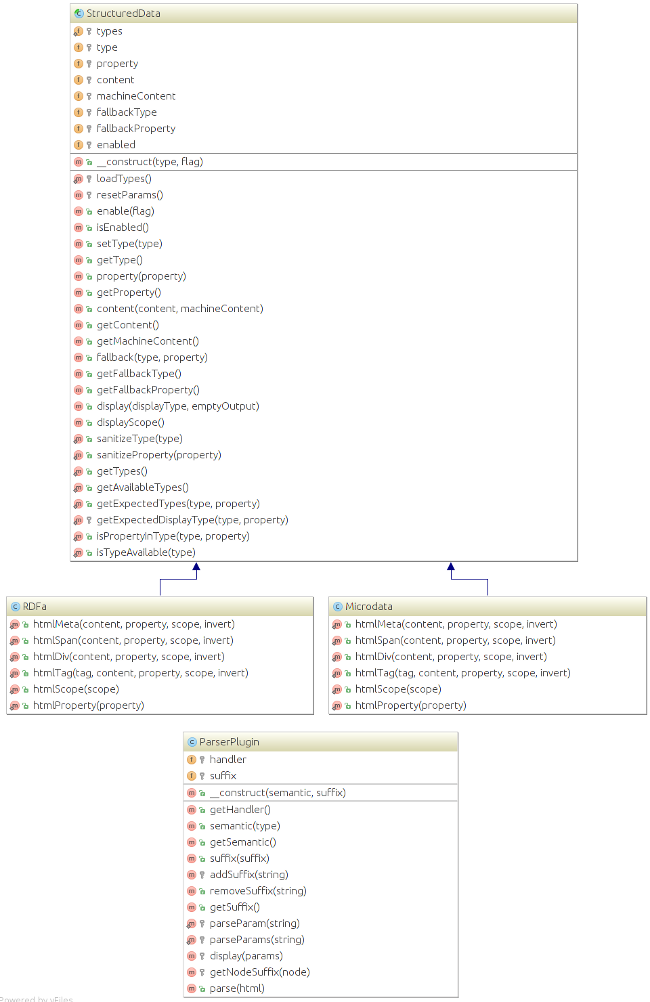 StructuredData
types
type
property
content
machineContent
fallbackType
fallbackProperty
enabled
__construct(type, flag)
loadTypes()
resetParams()
enable(flag)
isEnabled()
setType(type)
getType()
property(property)
getProperty()
content(content, machineContent)
getContent()
getMachineContent()
fallback(type, property)
getFallbackType()
getFallbackProperty()
display(displayType, emptyOutput)
displayScope()
sanitizeType(type)
sanitizeProperty(property)
getTypes()
getAvailableTypes()
getExpectedTypes(type, property)
getExpectedDisplayType(type, property)
isPropertyInType(type, property)
isTypeAvailable(type)
RDFa
htmlMeta(content, property, scope, invert)
htmlSpan(content, property, scope, invert)
htmlDiv(content, property, scope, invert)
htmlTag(tag, content, property, scope, invert)
htmlScope(scope)
htmlProperty(property)
Microdata
htmlMeta(content, property, scope, invert)
htmlSpan(content, property, scope, invert)
htmlDiv(content, property, scope, invert)
htmlTag(tag, content, property, scope, invert)
htmlScope(scope)
htmlProperty(property)
ParserPlugin
handler
suffix
__construct(semantic, suffix)
getHandler()
semantic(type)
getSemantic()
suffix(suffix)
addSuffix(string)
removeSuffix(string)
getSuffix()
parseParam(string)
parseParams(string)
display(params)
getNodeSuffix(node)
parse(html)
Powered by yFiles